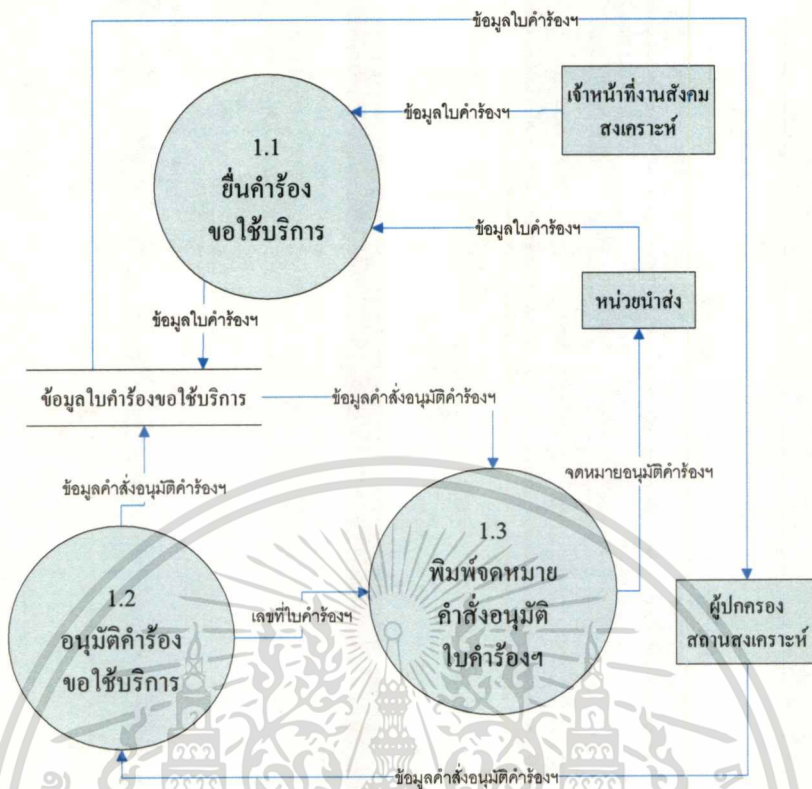 ข้อมูลใบคำร้องฯ
เจ้าหน้าที่งานสังคม
สงเคราะห์
ข้อมูลใบคำร้องฯ
1.1
ยื่นคำร้อง
ขอใช้บริการ
ข้อมูลใบคำร้องฯ
หน่วยนำส่ง
ข้อมูลใบคำร้องฯ
ข้อมูลใบคำร้องขอใช้บริการ
ข้อมูลคำสั่งอนุมัติคำร้องฯ
ข้อมูลคำสั่งอนุมัติคำร้องฯ
จดหมายอนุมัติคำร้องฯ
1.3
พิมพ์จดหมาย
คำสั่งอนุมัติ
ใบคำร้องฯ
1.2
อนุมัติคำร้อง
ขอใช้บริการ
เลขที่ใบคำร้องฯ
ผู้ปกครอง
สถานสงเคราะห์
ข้อมูลคำสั่งอนุมัติคำร้องฯ